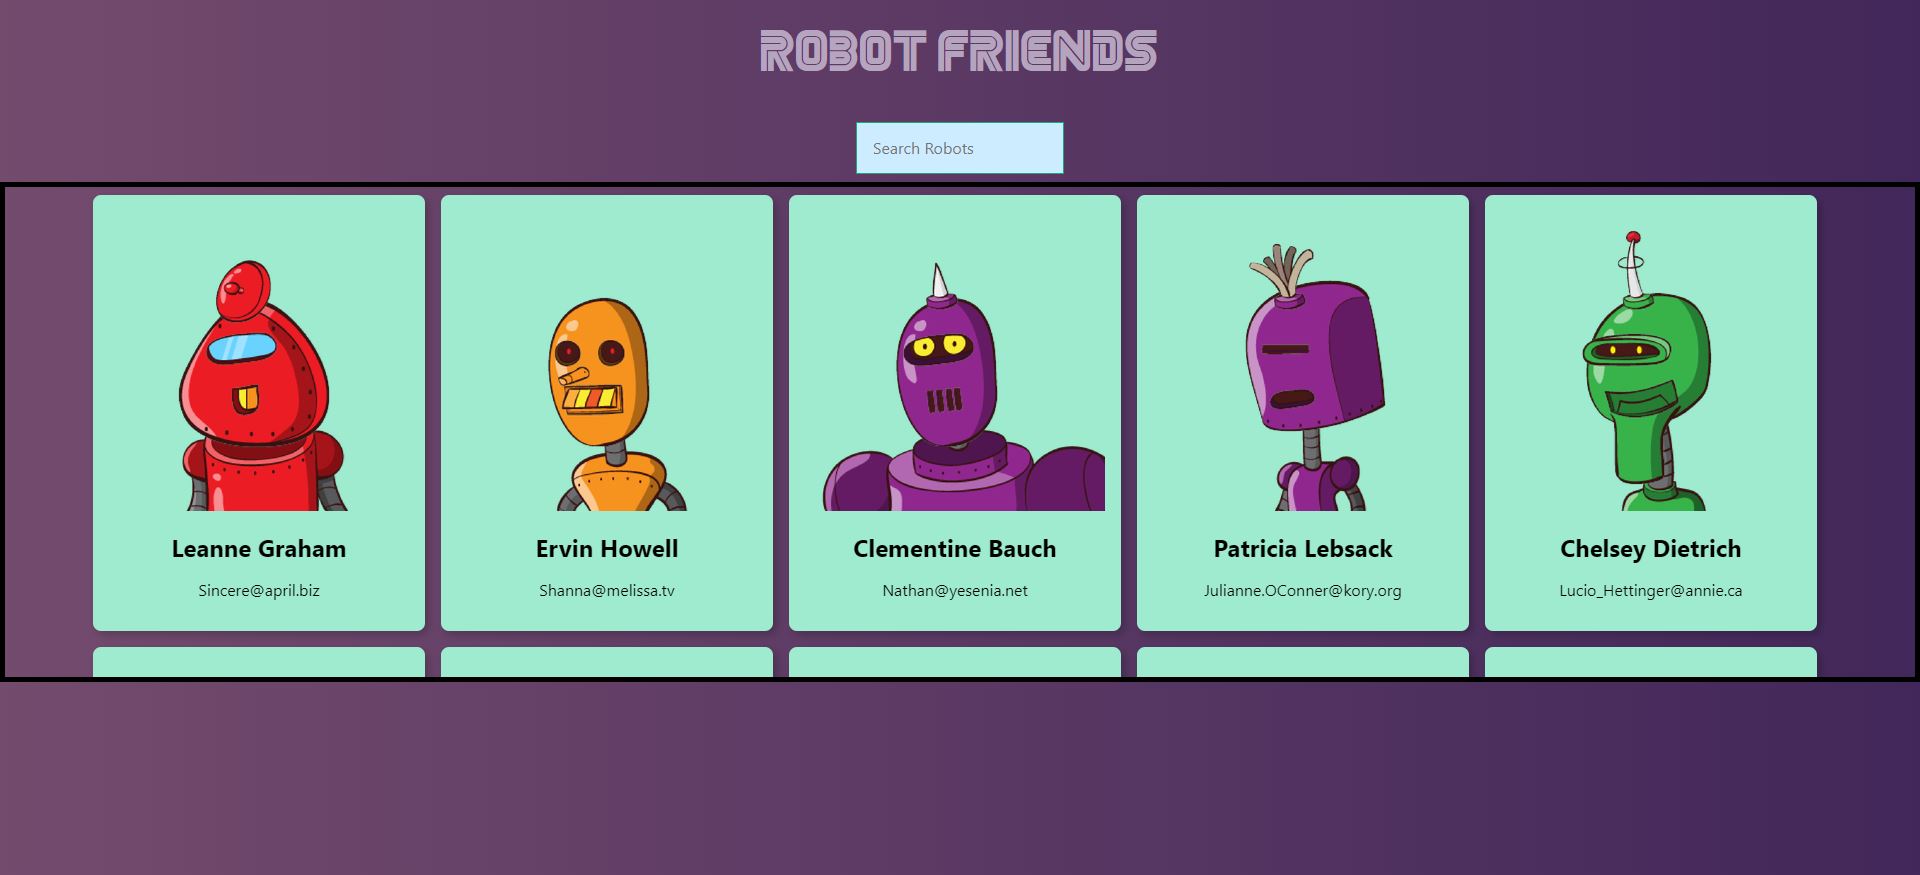 ROBOT FRIENDS
Search Robots
Leanne Graham
Sincere@april.biz
Ervin Howell
Shanna@melissa.tv
Clementine Bauch
Nathan@yesenia.net
Patricia Lebsack
Julianne.OConner@kory.org
Chelsey Dietrich
Lucio_Hettinger@annie.ca